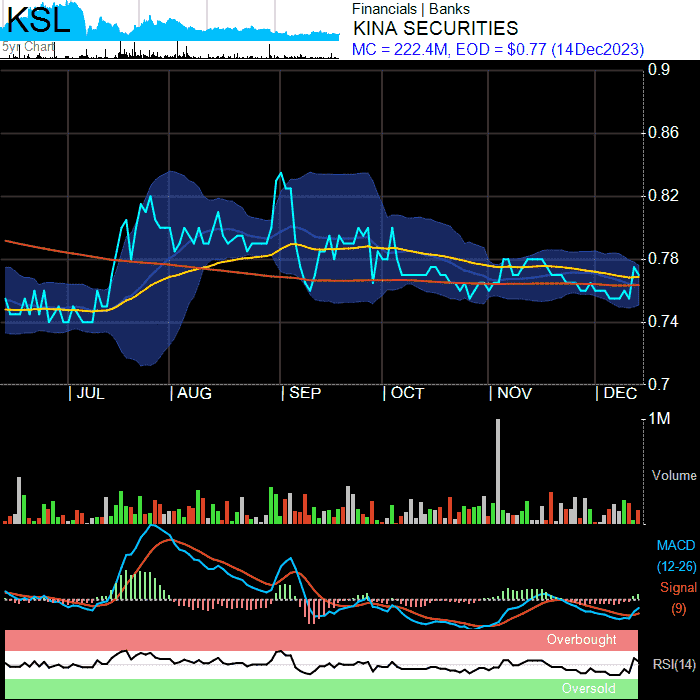 KSL
5yr Chart
Financials | Banks
KINA SECURITIES
MC = 222.4M, EOD = $0.77 (14Dec2023)
0.9
0.86
0.82
0.78
0.74
0.7
| JUL | AUG | SEP | OCT | NOV | DEC
1M
Volume
MACD
(12-26)
Signal
(9)
Overbought
RSI(14)
Oversold